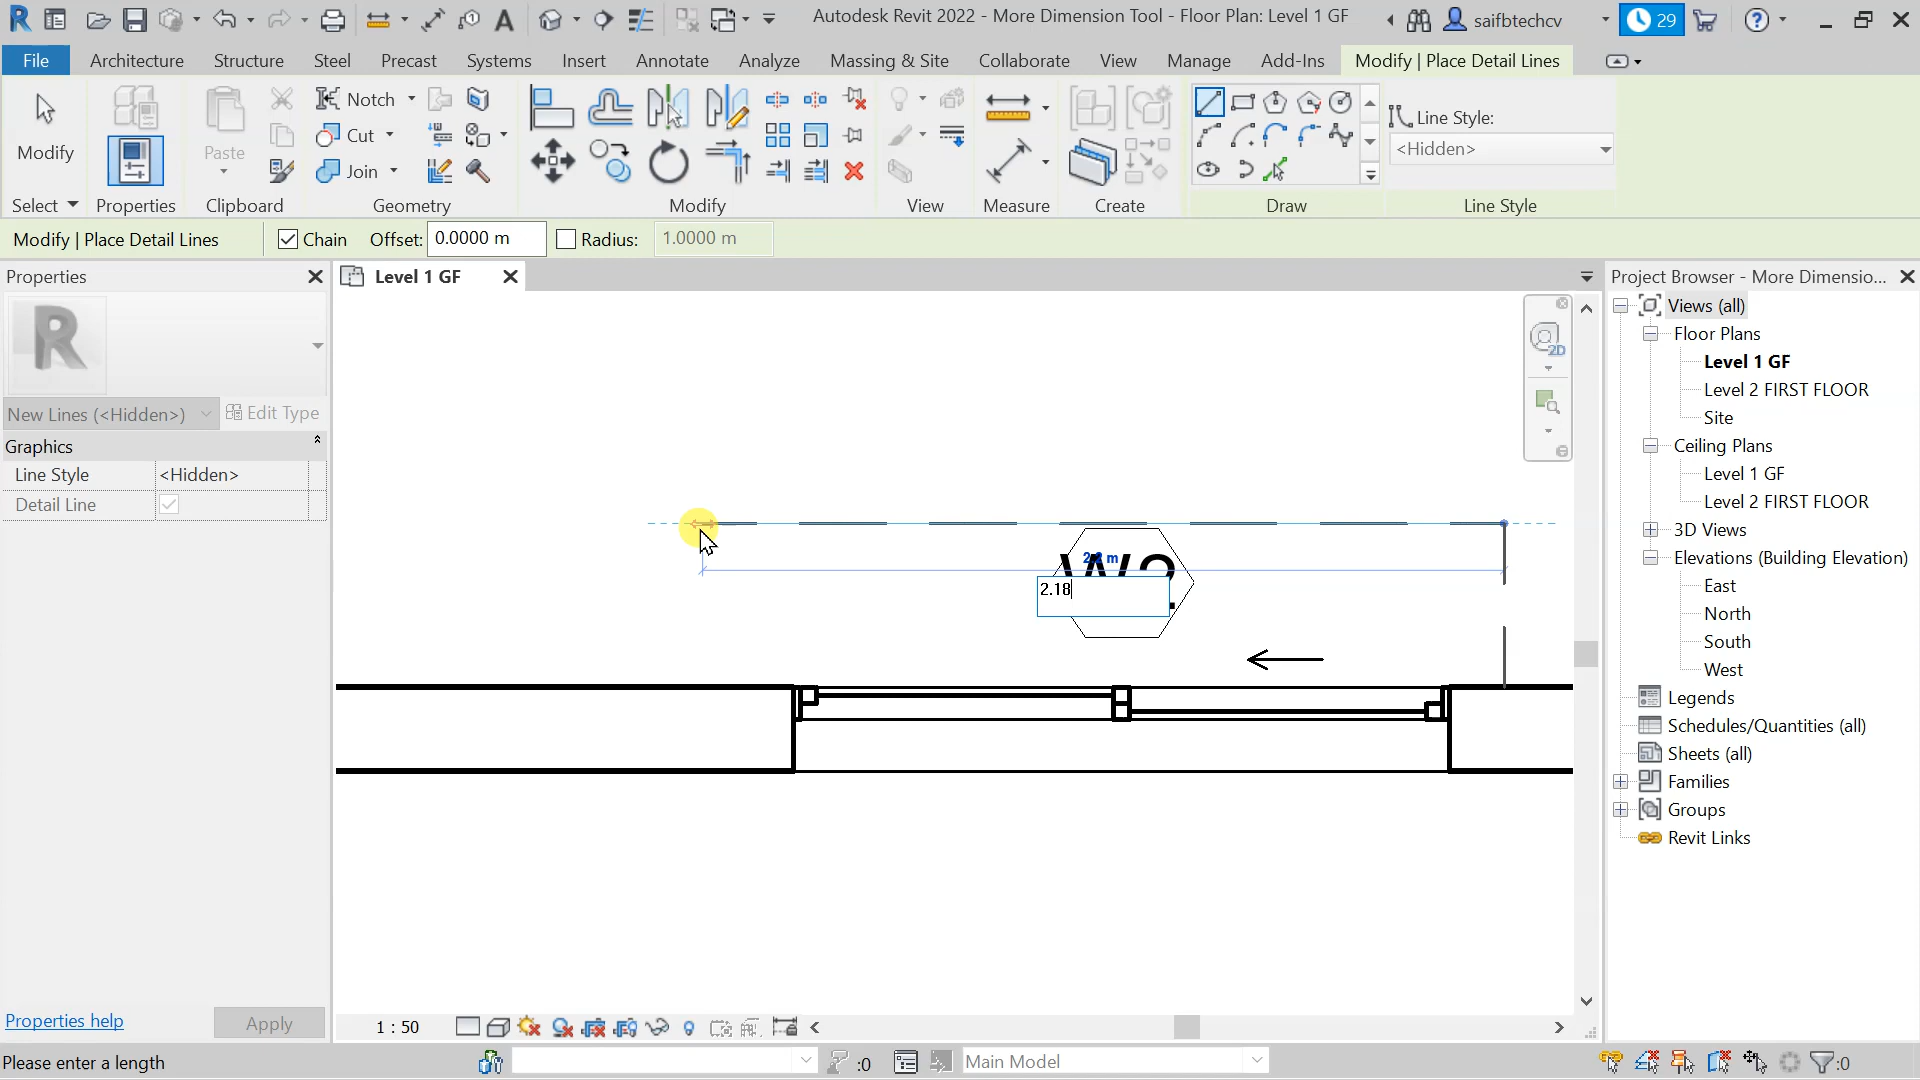 Autodesk Revit 2022 - More Dimension Tool - Floor Plan: Level 1 GF
saifbtechcv
29
File Architecture Structure Steel Precast Systems Insert Annotate Analyze Massing & Site Collaborate View Manage Add-Ins Modify | Place Detail Lines
Modify
Paste
Notch
Cut
Join
Line Style:
<Hidden>
Select Properties Clipboard Geometry Modify View Measure Create Draw Line Style
Modify | Place Detail Lines Chain Offset: 0.0000 m Radius: 1.0000 m
Properties
Level 1 GF
New Lines (<Hidden>) Edit Type
Graphics
Line Style <Hidden>
Detail Line
Properties help Apply
2D
2.2 m
2.18
1 : 50
Project Browser - More Dimensio...
Views (all)
Floor Plans
Level 1 GF
Level 2 FIRST FLOOR
Site
Ceiling Plans
Level 1 GF
Level 2 FIRST FLOOR
3D Views
Elevations (Building Elevation)
East
North
South
West
Legends
Schedules/Quantities (all)
Sheets (all)
Families
Groups
Revit Links
Please enter a length
:0
Main Model
:0